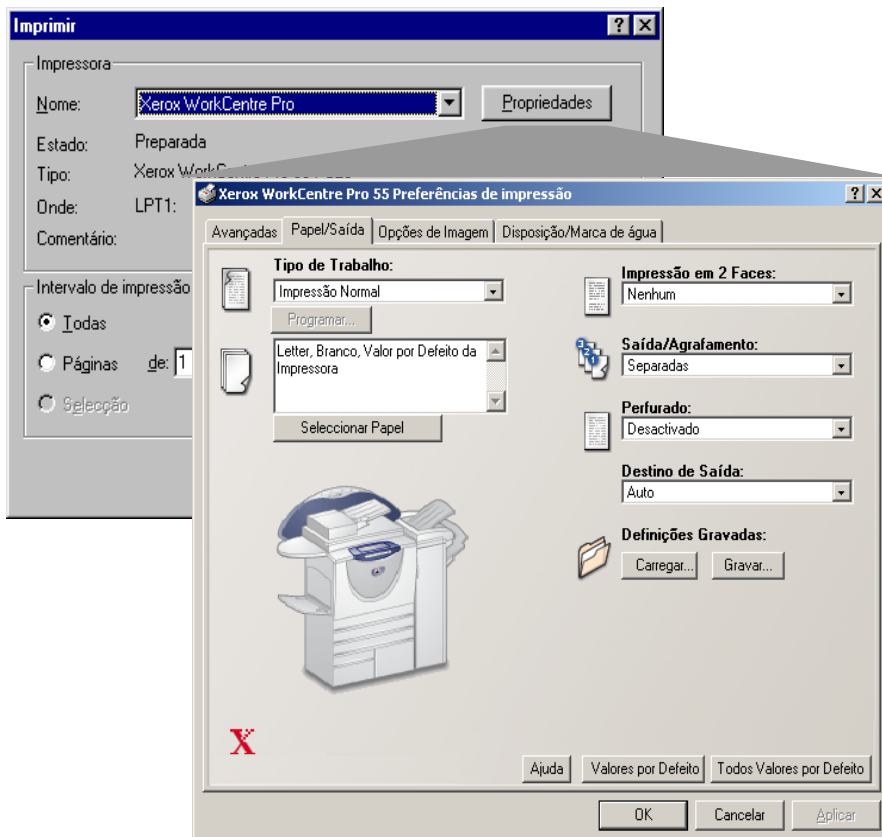 Imprimir
Impressora
Nome: Xerox WorkCentre Pro Propriedades
Estado: Preparada
Tipo: Xerox
Onde: LPT1:
Comentário:
Intervalo de impressão
Todas
Páginas de: 1
Selecção
Xerox WorkCentre Pro 55 Preferências de impressão
Avançadas Papel/Saída Opções de Imagem Disposição/Marca de água
Tipo de Trabalho:
Impressão Normal
Programar...
Letter, Branco, Valor por Defeito da
Impressora
Seleccionar Papel
Impressão em 2 Faces:
Nenhum
Saída/Agrafamento:
Separadas
Perfurado:
Desactivado
Destino de Saída:
Auto
Definições Gravadas:
Carregar... Gravar...
X
Ajuda Valores por Defeito Todos Valores por Defeito
OK Cancelar Aplicar